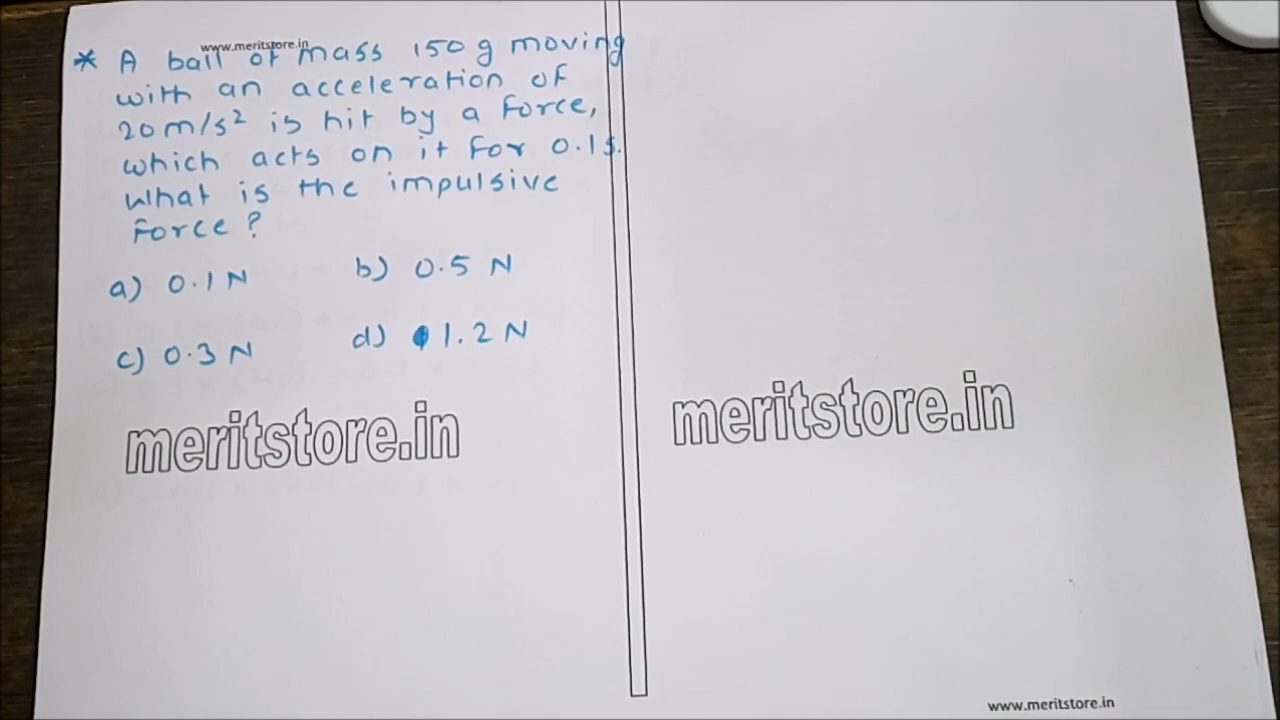 www.meritstore.in
* A ball of mass 150 g moving
with an acceleration of
20 m/s² is hit by a force,
which acts on it for 0.1s.
What is the impulsive
force?
a) 0.1 N b) 0.5 N
c) 0.3 N d) 1.2 N
meritstore.in
meritstore.in
www.meritstore.in